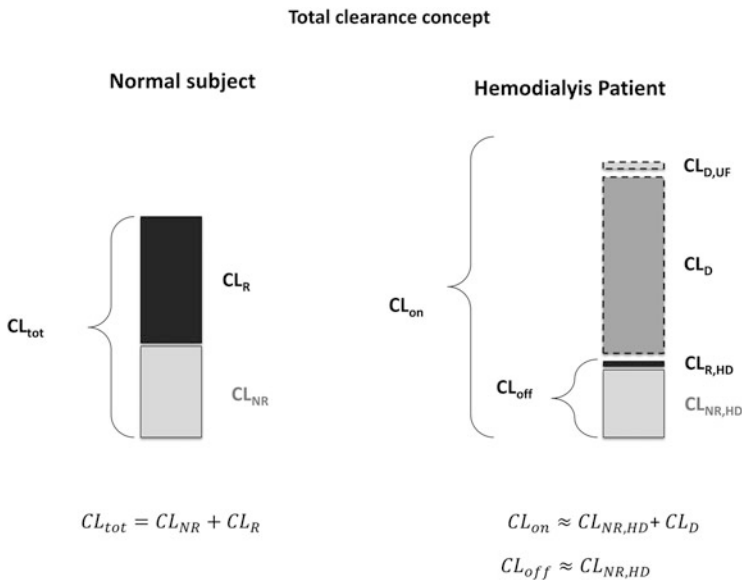 Total clearance concept
Normal subject
Hemodialyis Patient
CL_R
CL_tot
CL_NR
CL_D,UF
CL_D
CL_on
CL_R,HD
CL_off
CL_NR,HD
CL_tot = CL_NR + CL_R
CL_on ≈ CL_NR,HD + CL_D
CL_off ≈ CL_NR,HD